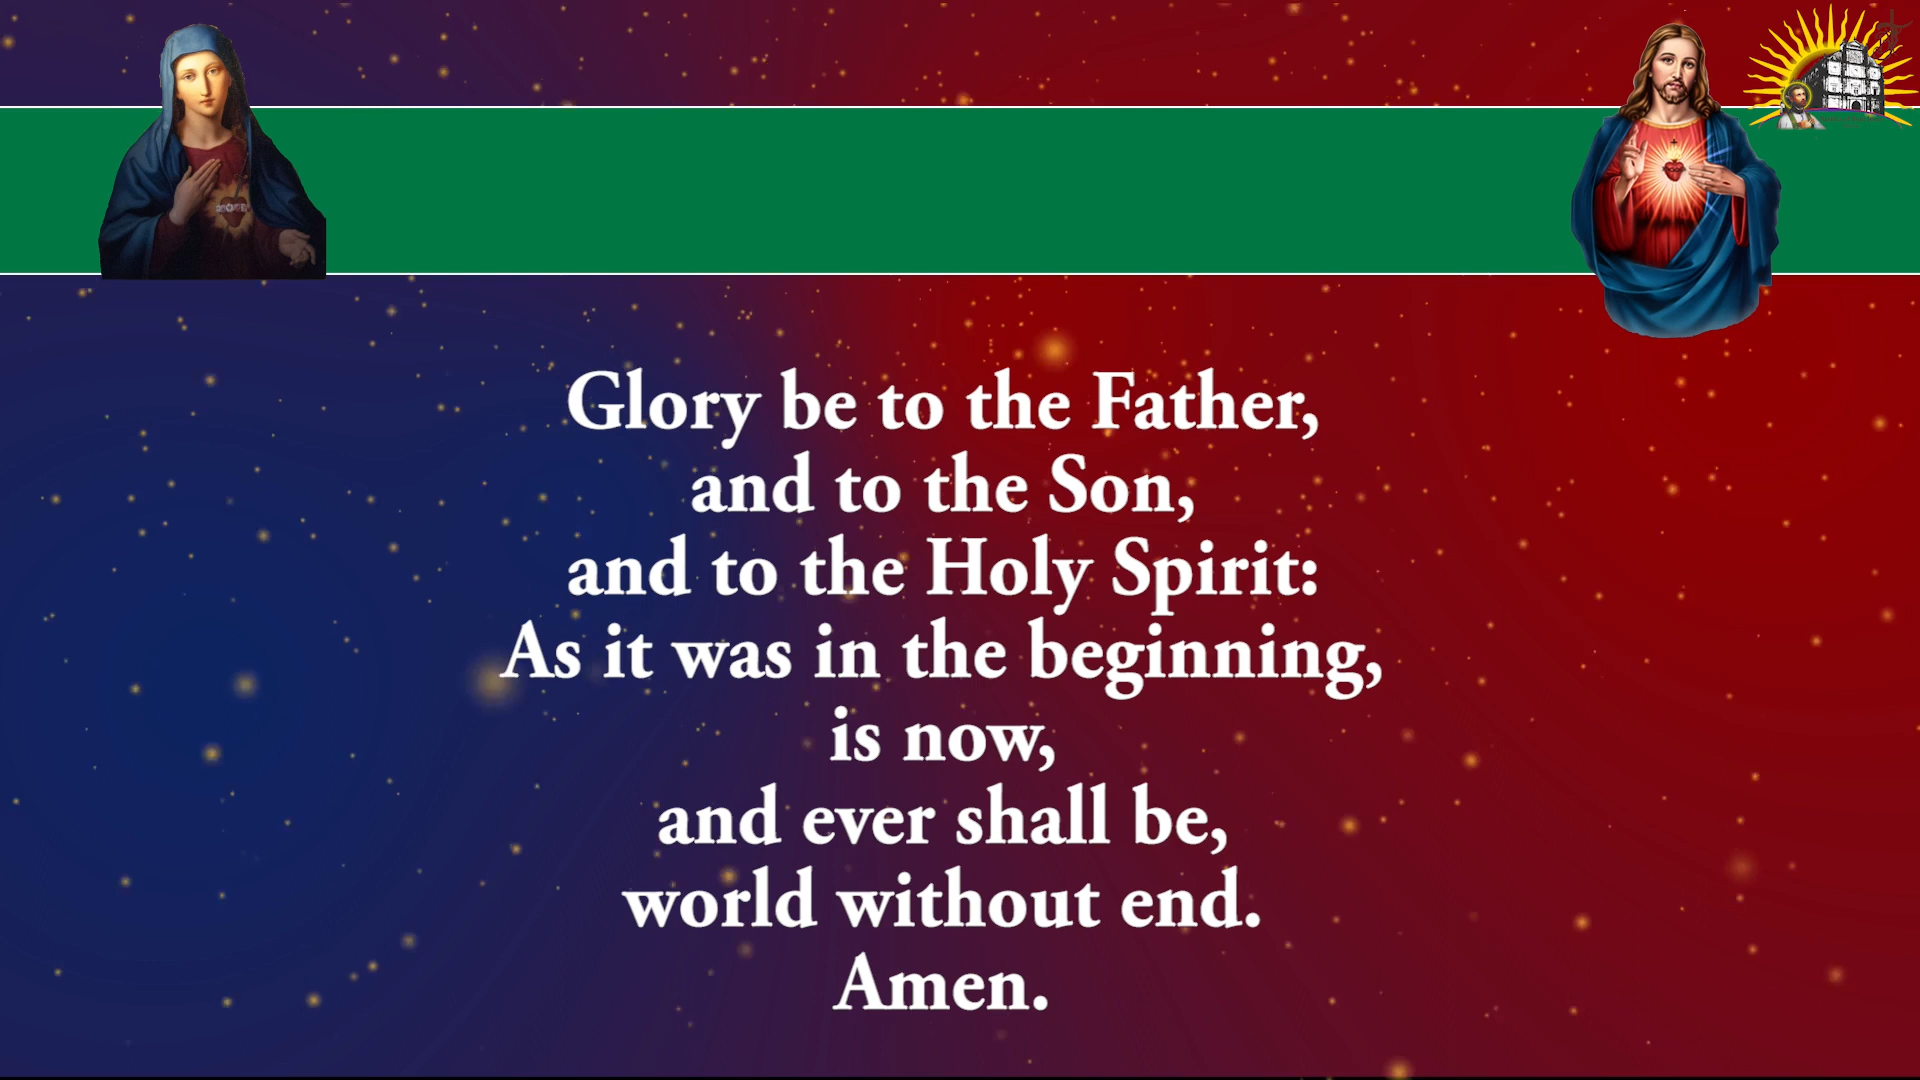 Glory be to the Father,
and to the Son,
and to the Holy Spirit:
As it was in the beginning,
is now,
and ever shall be,
world without end.
Amen.